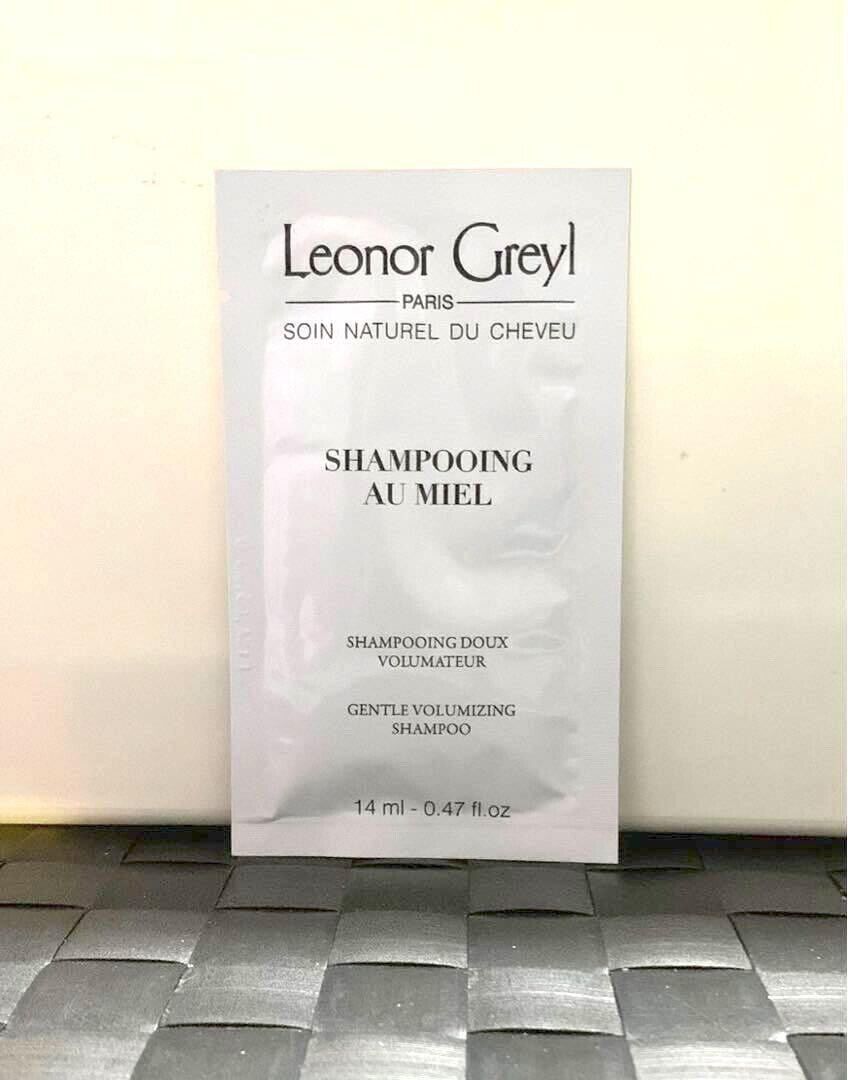 Leonor Greyl
PARIS
SOIN NATUREL DU CHEVEU
SHAMPOOING
AU MIEL
SHAMPOOING DOUX
VOLUMATEUR
GENTLE VOLUMIZING
SHAMPOO
14 ml - 0.47 fl.oz